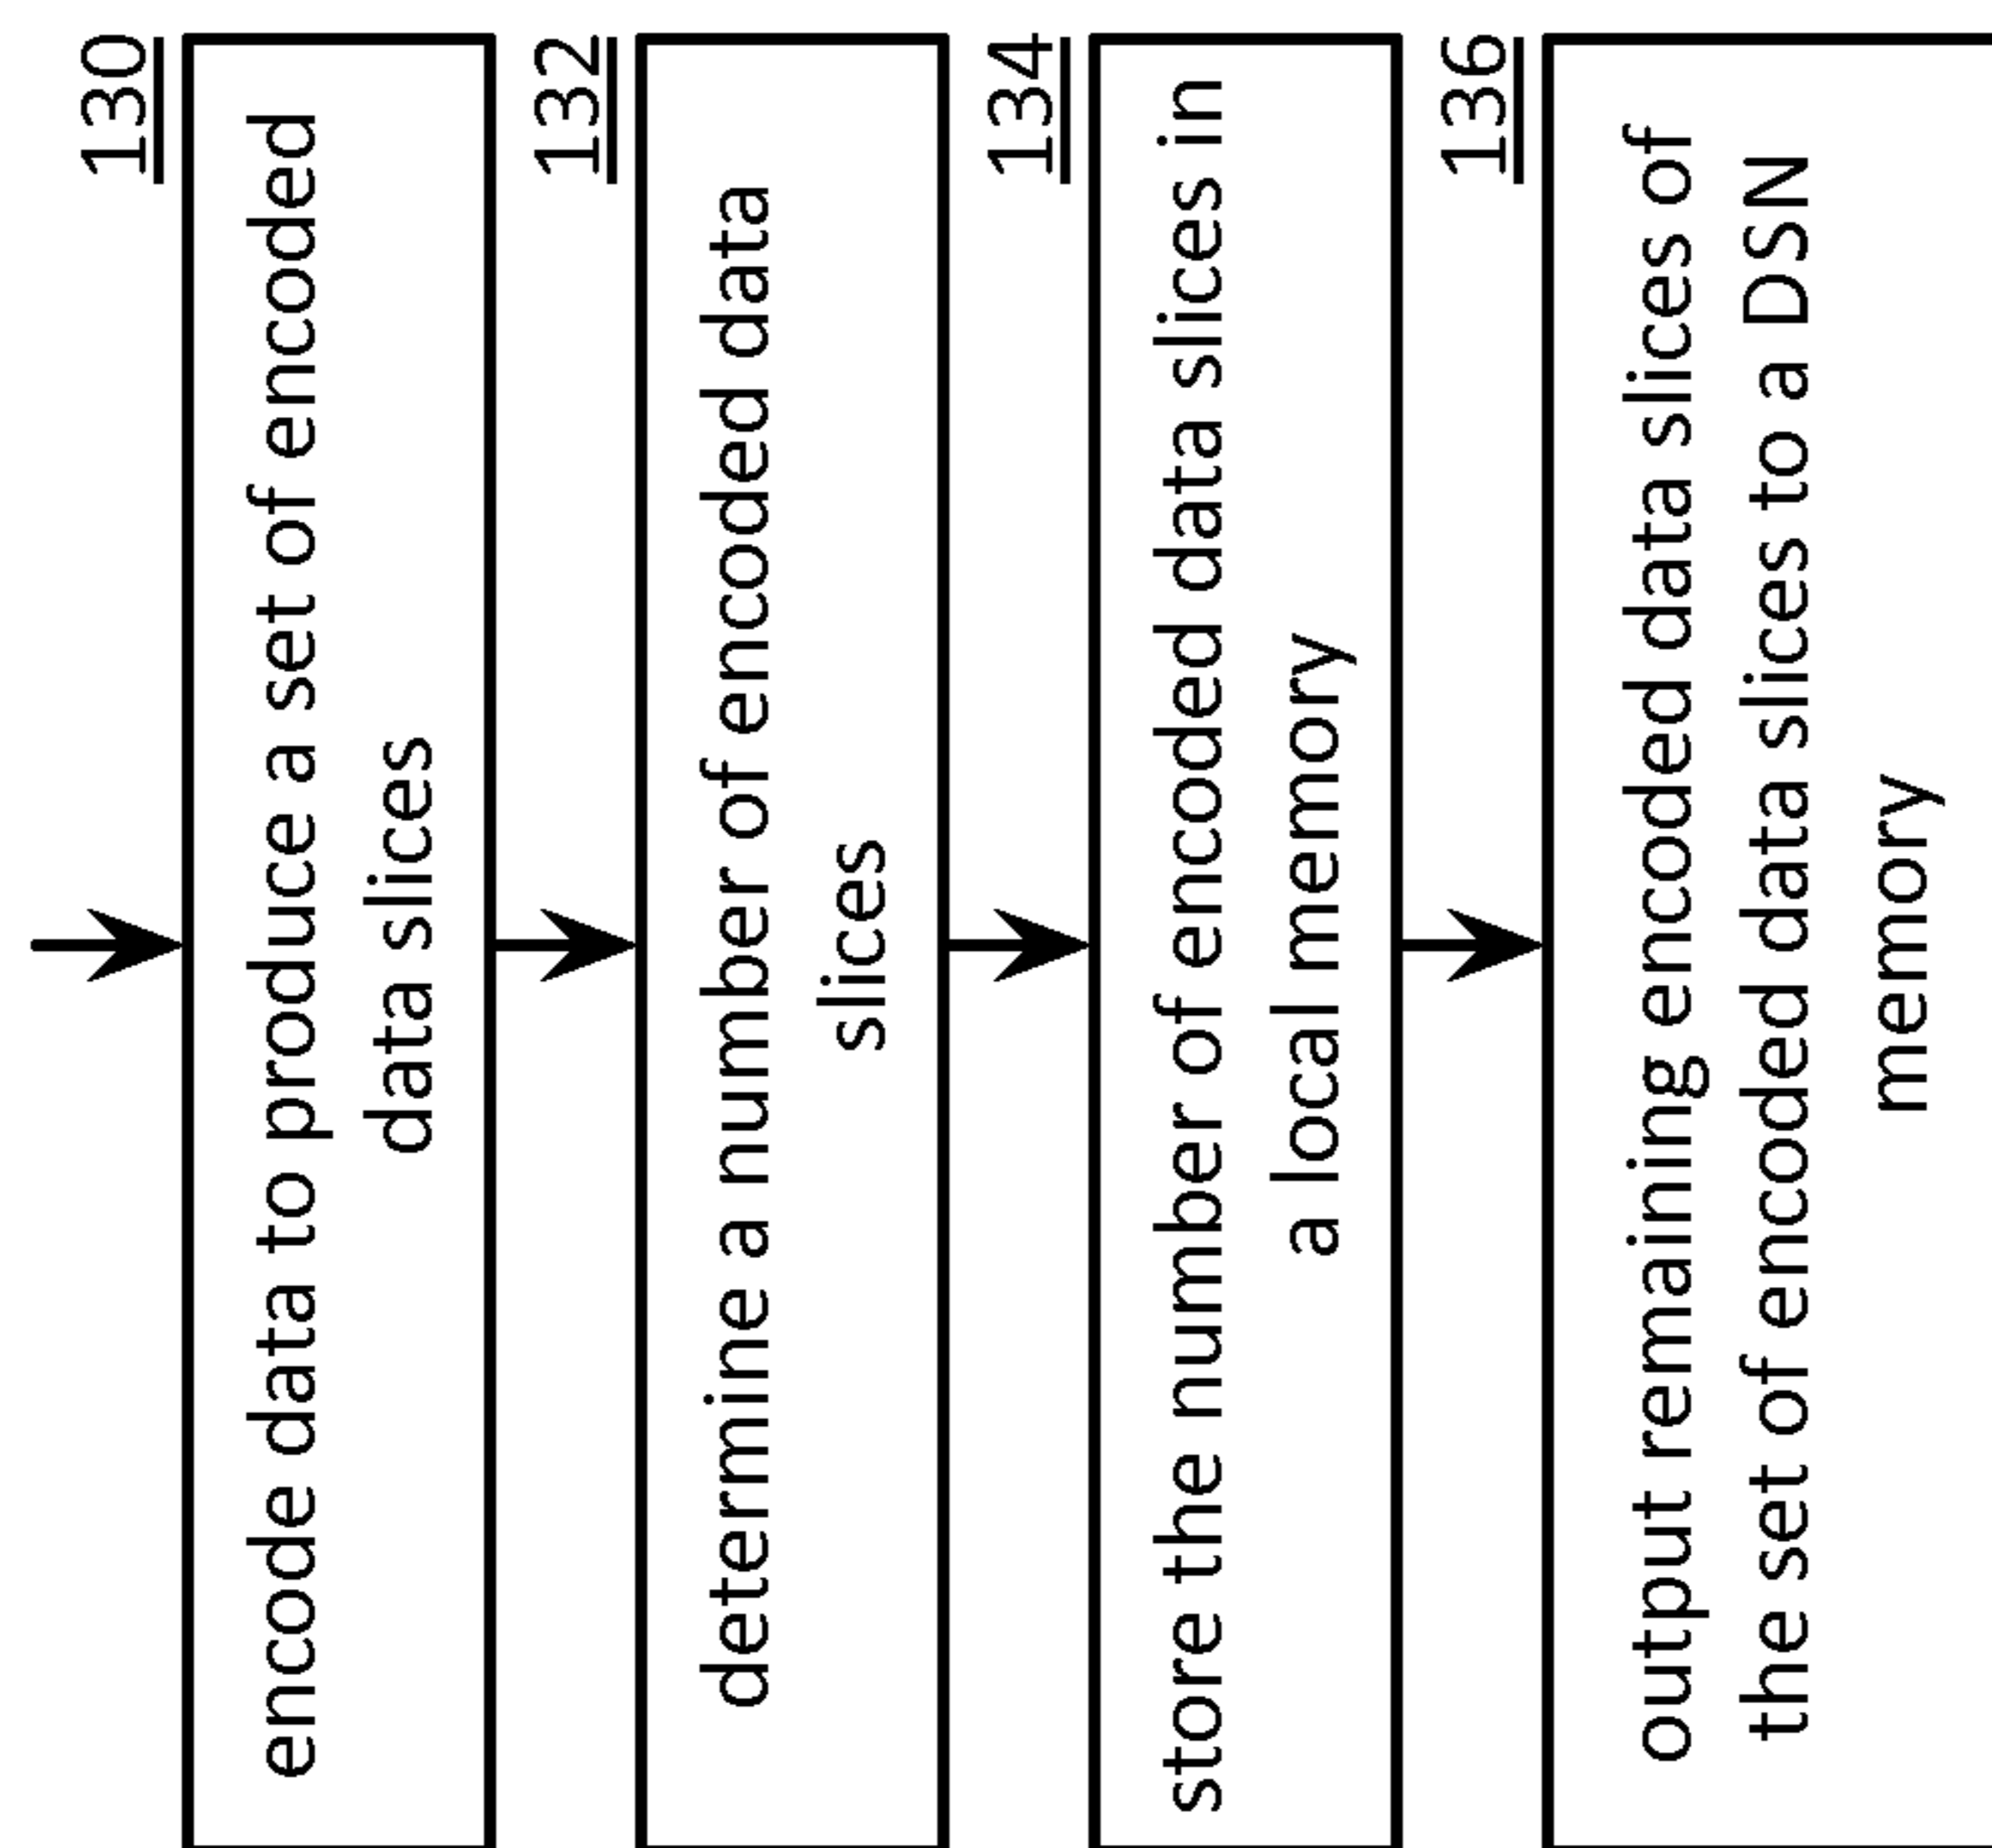 130
encode data to produce a set of encoded
data slices
132
determine a number of encoded data
slices
134
store the number of encoded data slices in
a local memory
136
output remaining encoded data slices of
the set of encoded data slices to a DSN
memory